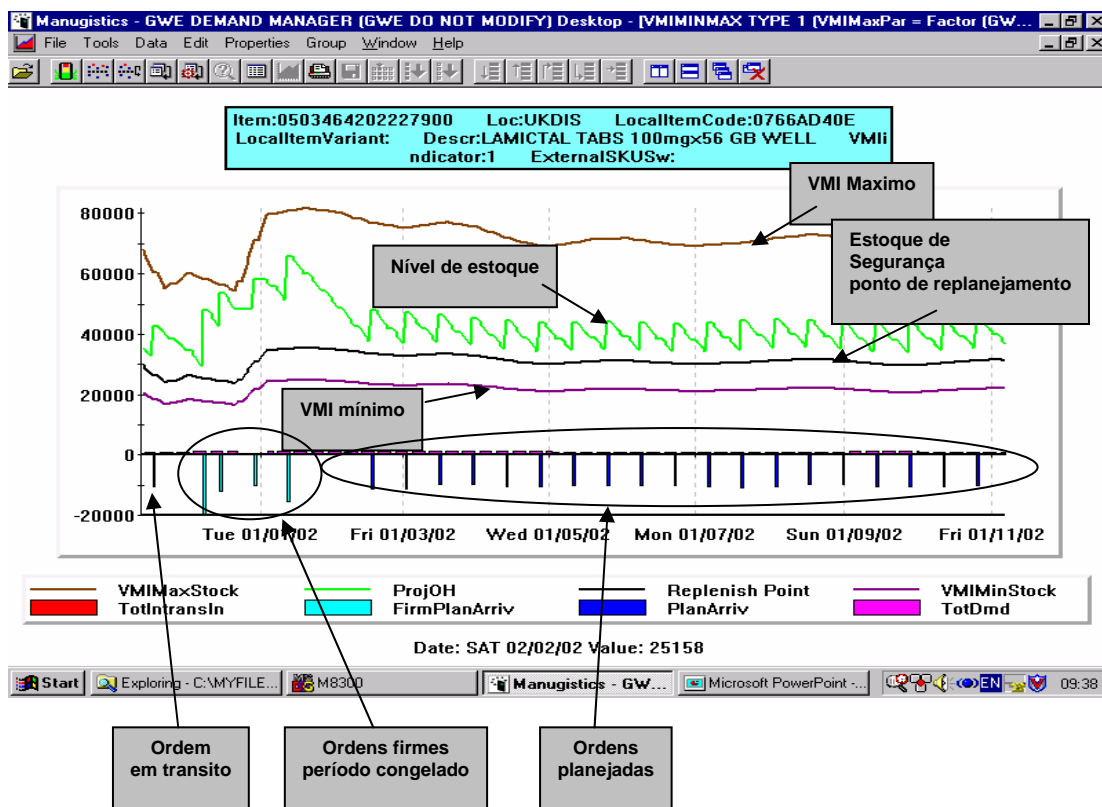 Manugistics - GWE DEMAND MANAGER (GWE DO NOT MODIFY) Desktop - [VMIMINMAX TYPE 1 (VMIMaxPar = Factor (GW...
File Tools Data Edit Properties Group Window Help
Item:0503464202227900 Loc:UKDIS LocalItemCode:0766AD40E
LocalItemVariant: Descr:LAMICTAL TABS 100mgx56 GB WELL VMIi
ndicator:1 ExternalSKUSw:
VMI Maximo
Estoque de
Segurança
ponto de replanejamento
Nível de estoque
VMI mínimo
80000
60000
40000
20000
0
-20000
Tue 01/01/02 Fri 01/03/02 Wed 01/05/02 Mon 01/07/02 Sun 01/09/02 Fri 01/11/02
VMIMaxStock ProjOH Replenish Point VMIMinStock
TotIntransIn FirmPlanArriv PlanArriv TotDmd
Date: SAT 02/02/02 Value: 25158
Start Exploring - C:\MYFILE... M8300 Manugistics - GW... Microsoft PowerPoint -... EN 09:38
Ordem
em transito
Ordens firmes
período congelado
Ordens
planejadas